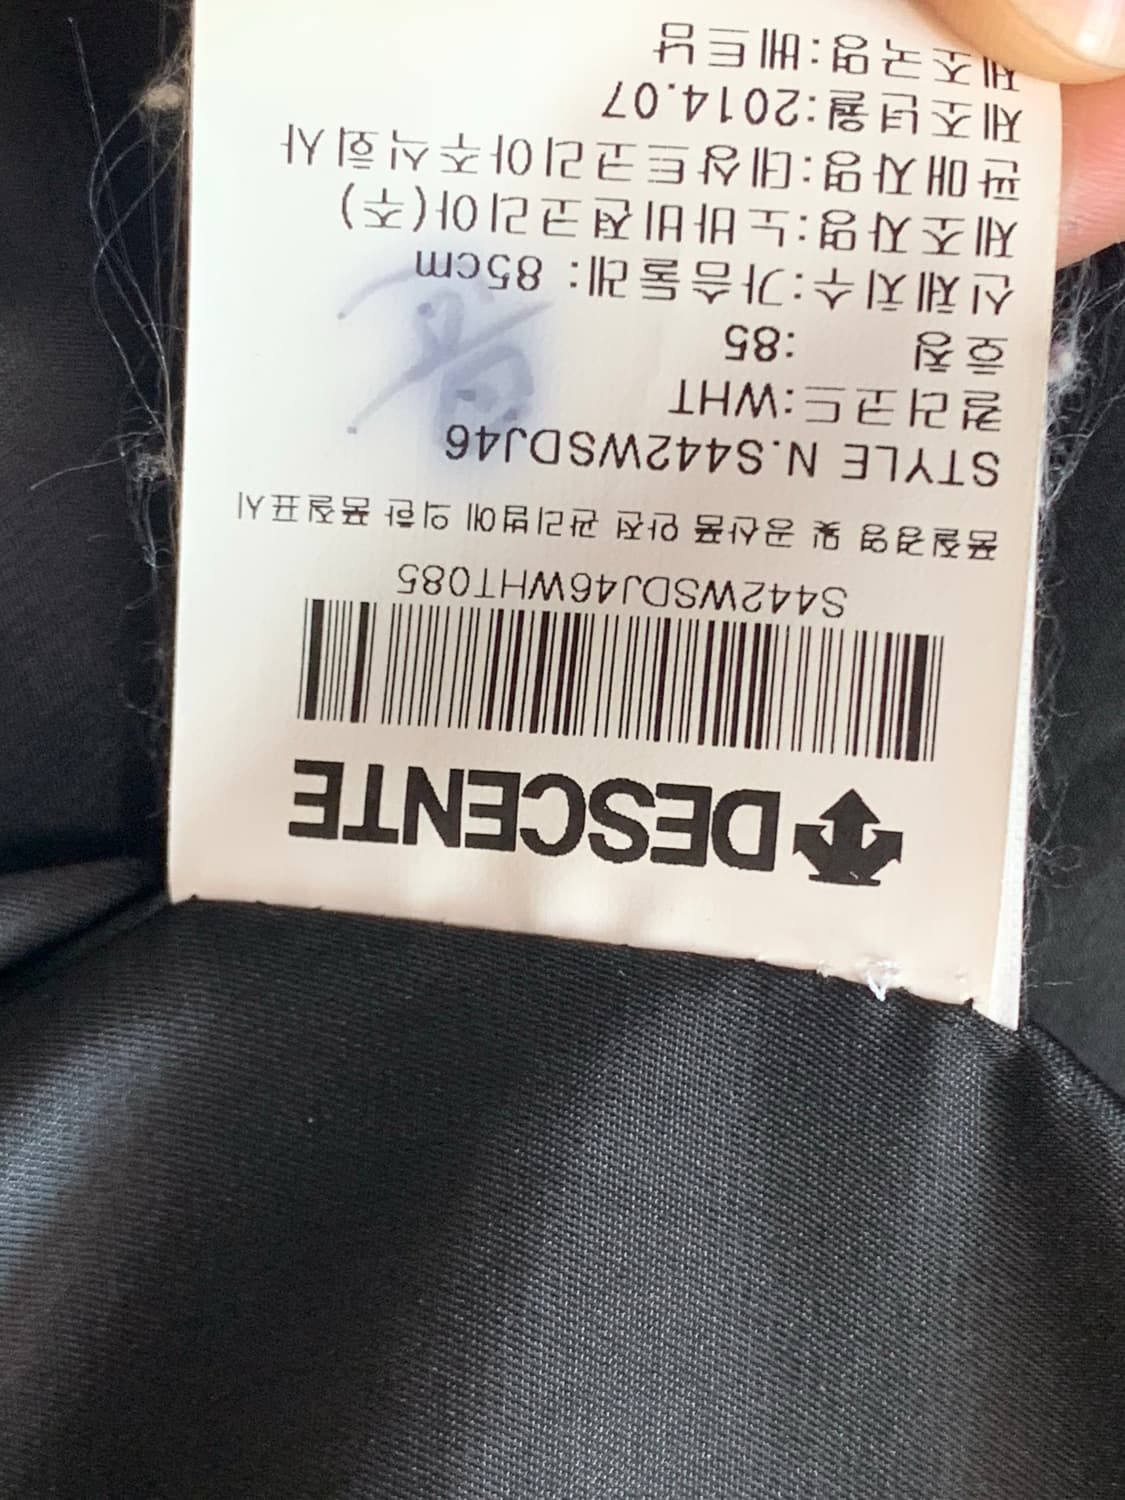 DESCENTE
S442WSDJ46WHT085
품질경영 및 공산품 안전 관리법에 의한 품질표시
STYLE N.S442WSDJ46
컬러코드:WHT
호칭 :85
신체치수:가슴둘레: 85cm
제조자명:노바비젼코리아(주)
판매자명:데상트코리아주식회사
제조년월:2014.07
제조국명:베트남